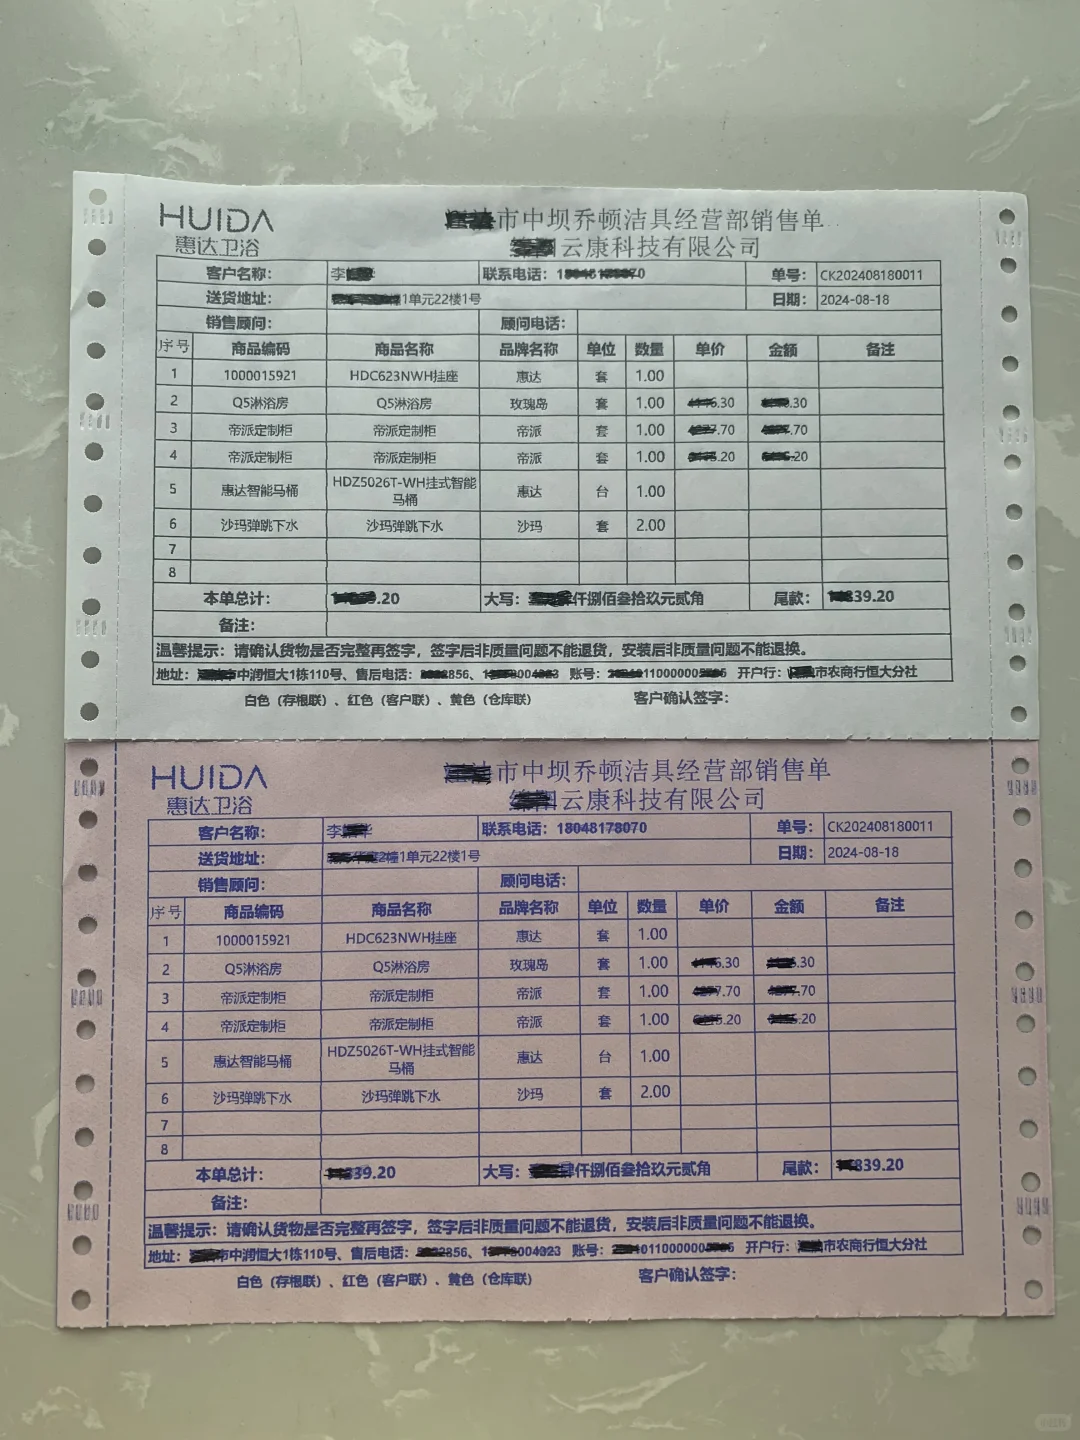 HUIDA
惠达卫浴
市中坝乔顿洁具经营部销售单
云康科技有限公司
客户名称: 李 联系电话: 单号: CK202408180011
送货地址: 1单元22楼1号 日期: 2024-08-18
销售顾问: 顾问电话:
序号 商品编码 商品名称 品牌名称 单位 数量 单价 金额 备注
1 1000015921 HDC623NWH挂座 惠达 套 1.00
2 Q5淋浴房 Q5淋浴房 玫瑰岛 套 1.00 .30 .30
3 帝派定制柜 帝派定制柜 帝派 套 1.00 .70 .70
4 帝派定制柜 帝派定制柜 帝派 套 1.00 .20 .20
5 惠达智能马桶 HDZ5026T-WH挂式智能
马桶 惠达 台 1.00
6 沙玛弹跳下水 沙玛弹跳下水 沙玛 套 2.00
7
8
本单总计: 9.20 大写: 仟捌佰叁拾玖元贰角 尾款: 839.20
备注:
温馨提示: 请确认货物是否完整再签字，签字后非质量问题不能退货，安装后非质量问题不能退换。
地址: 中润恒大1栋110号、售后电话: 856、 账号: 开户行: 市农商行恒大分社
白色（存根联）、红色（客户联）、黄色（仓库联） 客户确认签字:
HUIDA
惠达卫浴
市中坝乔顿洁具经营部销售单
云康科技有限公司
客户名称: 李 联系电话: 18048178070 单号: CK202408180011
送货地址: 1单元22楼1号 日期: 2024-08-18
销售顾问: 顾问电话:
序号 商品编码 商品名称 品牌名称 单位 数量 单价 金额 备注
1 1000015921 HDC623NWH挂座 惠达 套 1.00
2 Q5淋浴房 Q5淋浴房 玫瑰岛 套 1.00 .30 .30
3 帝派定制柜 帝派定制柜 帝派 套 1.00 .70 .70
4 帝派定制柜 帝派定制柜 帝派 套 1.00 .20 .20
5 惠达智能马桶 HDZ5026T-WH挂式智能
马桶 惠达 台 1.00
6 沙玛弹跳下水 沙玛弹跳下水 沙玛 套 2.00
7
8
本单总计: 839.20 大写: 仟捌佰叁拾玖元贰角 尾款: 839.20
备注:
温馨提示: 请确认货物是否完整再签字，签字后非质量问题不能退货，安装后非质量问题不能退换。
地址: 市中润恒大1栋110号、售后电话: 856、 账号: 开户行: 市农商行恒大分社
白色（存根联）、红色（客户联）、黄色（仓库联） 客户确认签字: